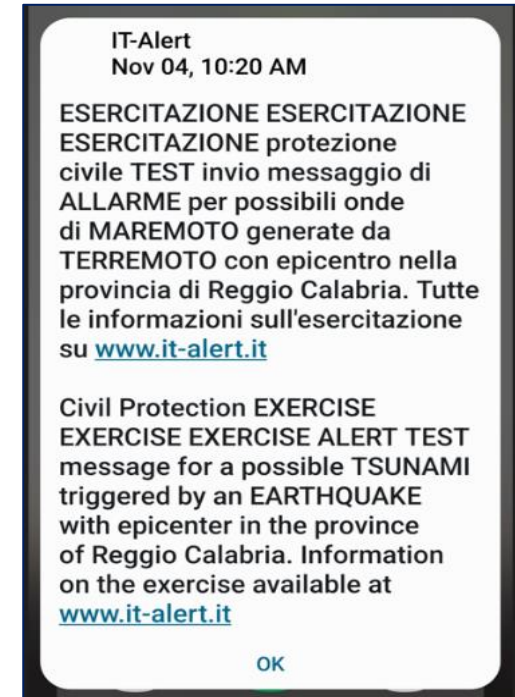 IT-Alert
Nov 04, 10:20 AM
ESERCITAZIONE ESERCITAZIONE
ESERCITAZIONE protezione
civile TEST invio messaggio di
ALLARME per possibili onde
di MAREMOTO generate da
TERREMOTO con epicentro nella
provincia di Reggio Calabria. Tutte
le informazioni sull'esercitazione
su www.it-alert.it
Civil Protection EXERCISE
EXERCISE EXERCISE ALERT TEST
message for a possible TSUNAMI
triggered by an EARTHQUAKE
with epicenter in the province
of Reggio Calabria. Information
on the exercise available at
www.it-alert.it
OK